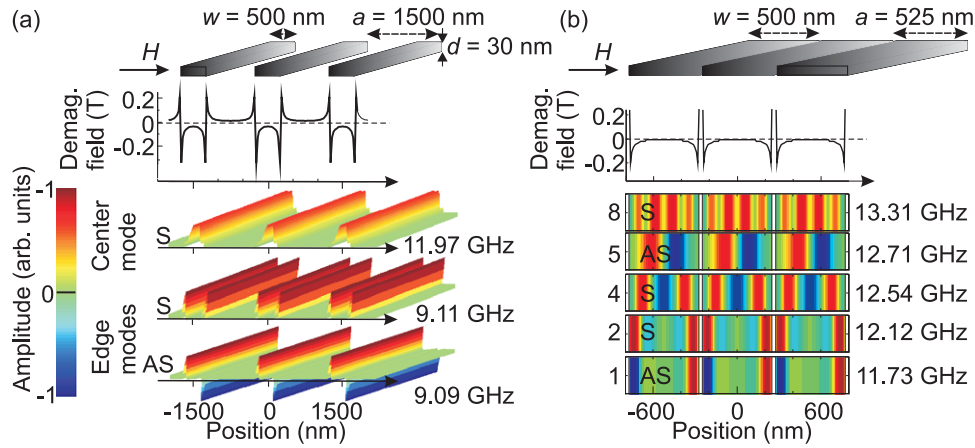 (a)
w = 500 nm
a = 1500 nm
d = 30 nm
H
Demag.
field (T)
0.2
0
-0.2
-1500
0
1500
Amplitude (arb. units)
-1
0
-1
Center
mode
S
11.97 GHz
Edge
modes
S
9.11 GHz
AS
9.09 GHz
-1500
0
1500
Position (nm)
(b)
w = 500 nm
a = 525 nm
H
Demag.
field (T)
0.2
0
-0.2
8
S
13.31 GHz
5
AS
12.71 GHz
4
S
12.54 GHz
2
S
12.12 GHz
1
AS
11.73 GHz
-600
0
600
Position (nm)